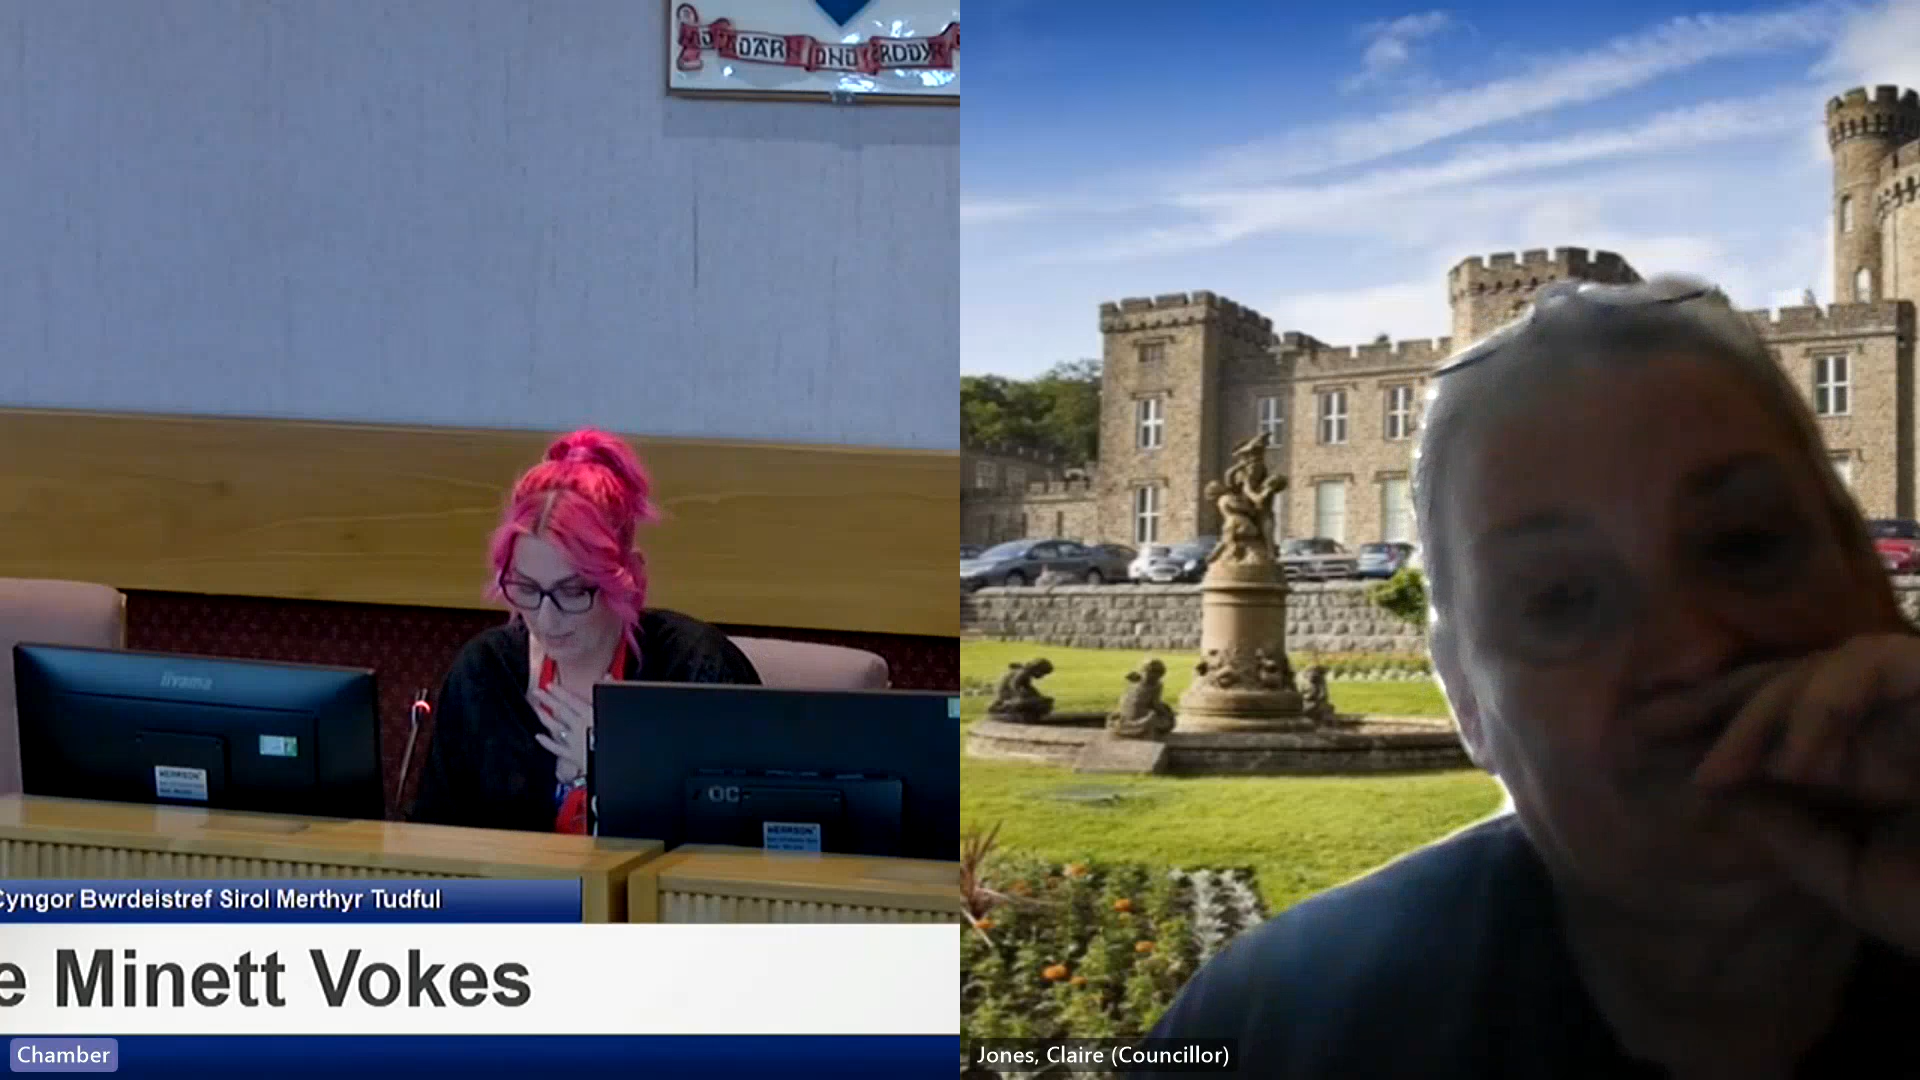 iiyama
Cyngor Bwrdeistref Sirol Merthyr Tudful
e Minett Vokes
Chamber
Jones, Claire (Councillor)